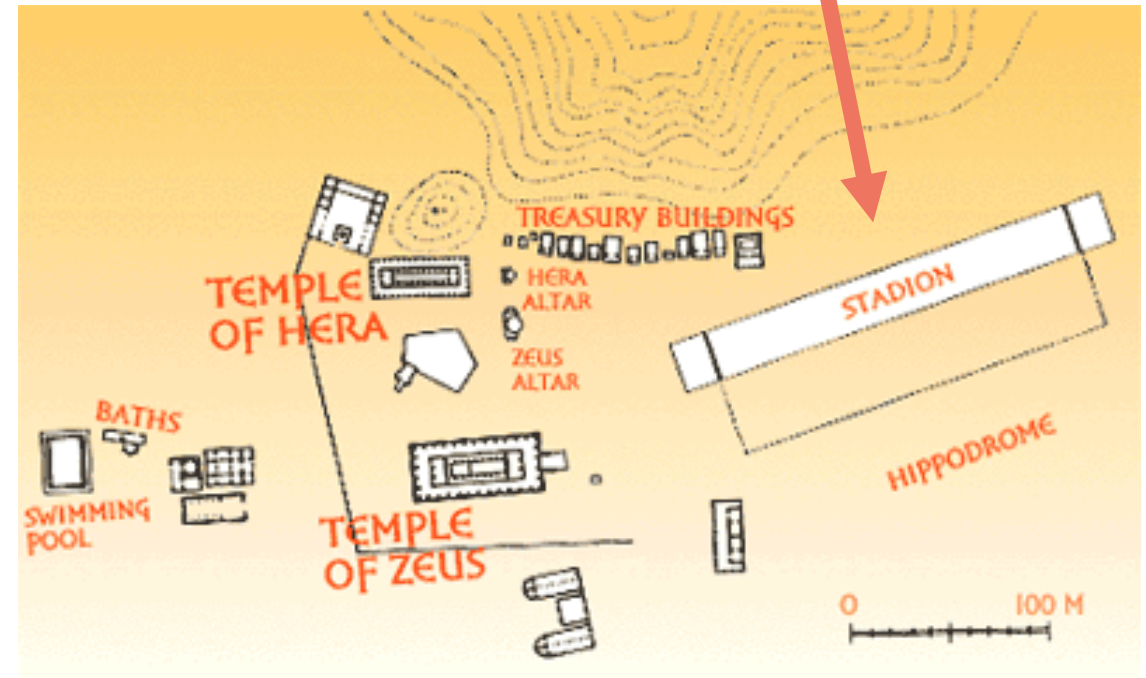 TREASURY BUILDINGS
TEMPLE
OF HERA
HERA
ALTAR
STADION
ZEUS
ALTAR
BATHS
HIPPODROME
SWIMMING
POOL
TEMPLE
OF ZEUS
0 100 M